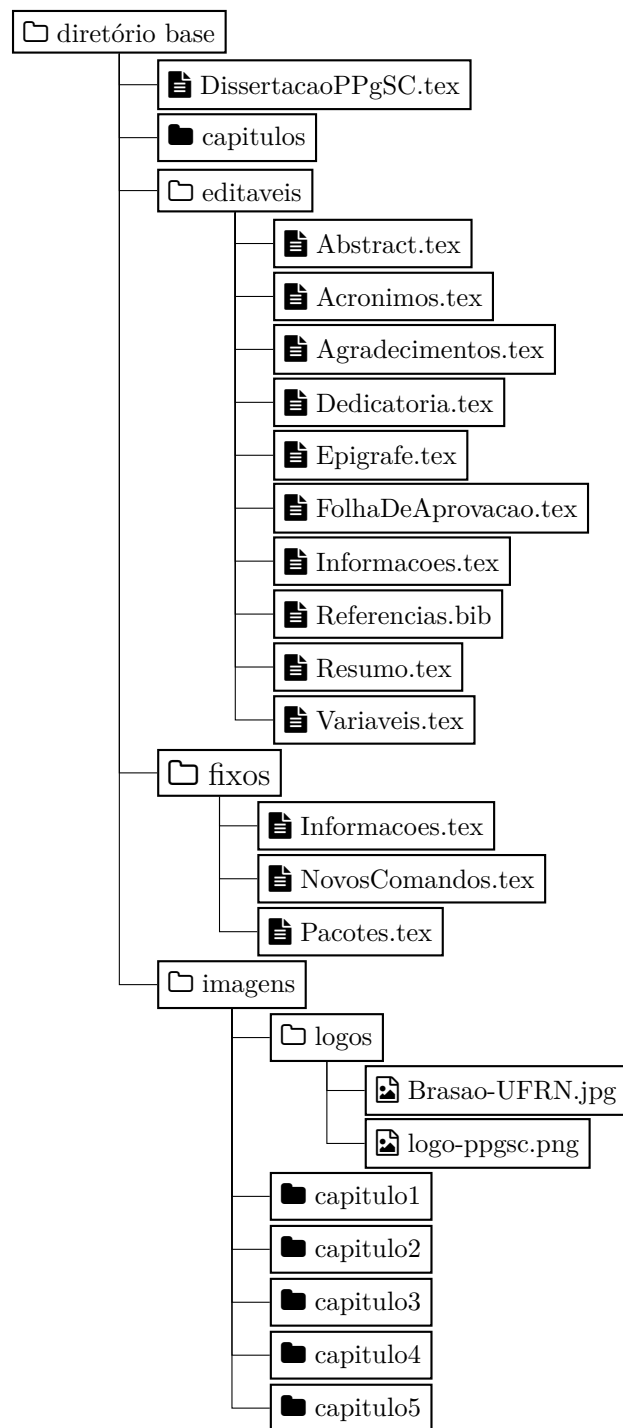 diretório base
DissertacaoPPgSC.tex
capitulos
editaveis
Abstract.tex
Acronimos.tex
Agradecimentos.tex
Dedicatoria.tex
Epigrafe.tex
FolhaDeAprovacao.tex
Informacoes.tex
Referencias.bib
Resumo.tex
Variaveis.tex
fixos
Informacoes.tex
NovosComandos.tex
Pacotes.tex
imagens
logos
Brasao-UFRN.jpg
logo-ppgsc.png
capitulo1
capitulo2
capitulo3
capitulo4
capitulo5